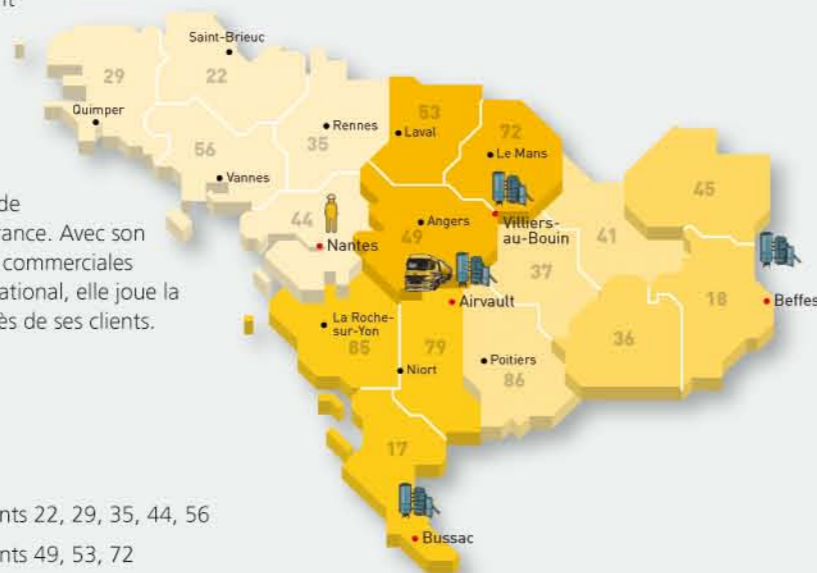 de
rance. Avec son
commerciales
ational, elle joue la
ès de ses clients.
nts 22, 29, 35, 44, 56
nts 49, 53, 72
Saint-Brieuc
29
22
Quimper
53
Rennes
Laval
35
72
Le Mans
56
Vannes
45
44
Angers
49
Villiers-
au-Bouin
41
Nantes
37
Airvault
18
Beffes
La Roche-
sur-Yon
85
79
36
Poitiers
Niort
86
17
Bussac